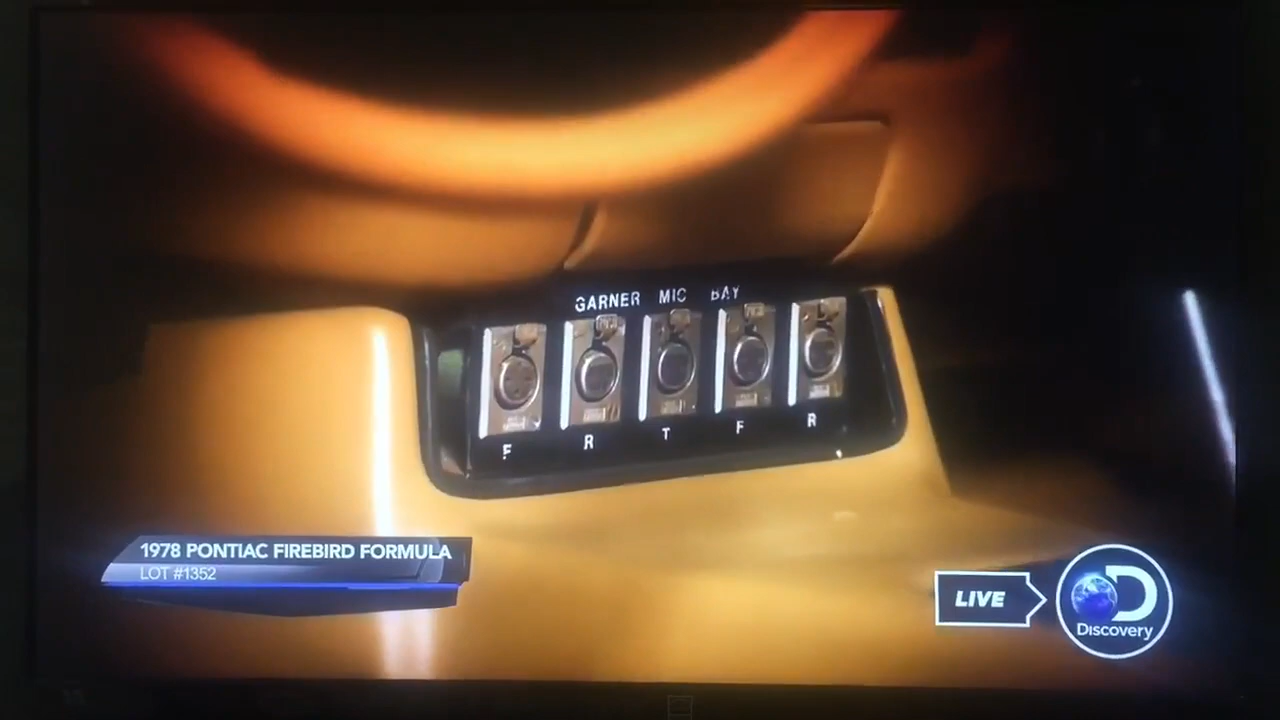 GARNER MIC BAY
F R T F R
1978 PONTIAC FIREBIRD FORMULA
LOT #1352
LIVE
Discovery